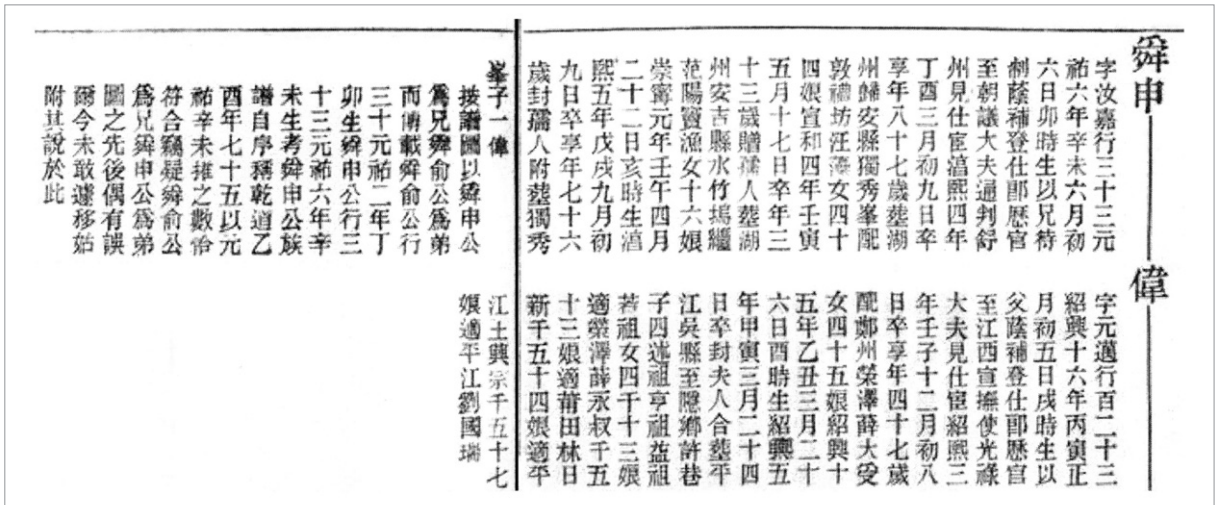 舜申
字汝嘉行三十三元
祐六年辛未六月初
六日卯時生以兄待
制蔭補登仕郎歷官
至朝議大夫通判舒
州見仕宦淳熙四年
丁酉三月初九日卒
享年八十七歲塟湖
州歸安縣獨秀峯配
敦禮坊汪藻女四十
四娘宣和四年壬寅
五月十七日卒年三
十三歲贈孺人塟湖
州安吉縣水竹塢繼
范陽竇漁女十六娘
崇寧元年壬午四月
二十二日亥時生淳
熙五年戊戌九月初
九日卒享年七十六
歲封孺人附塟獨秀
峯子一偉
按譜圖以舜申公
爲兄舜俞公爲弟
而傳載舜俞公行
三十元祐二年丁
卯生舜申公行三
十三元祐六年辛
未生考舜申公族
譜自序稱乾道乙
酉年七十五以元
祐辛未推之數恰
符合竊疑舜俞公
爲兄舜申公爲弟
圖之先後偶有誤
爾今未敢遽移姑
附其說於此
偉
字元邁行百二十三
紹興十六年丙寅正
月初五日戌時生以
父蔭補登仕郎歷官
至江西宣撫使光祿
大夫見仕宦紹熙三
年壬子十二月初八
日卒享年四十七歲
配鄭州榮澤薛大受
女四十五娘紹興十
五年乙丑三月二十
六日酉時生紹興五
年甲寅三月二十四
日卒封夫人合塟平
江吳縣至隱鄉許巷
子四述祖亨祖益祖
若祖女四千十三娘
適榮澤薛永叔千五
十三娘適莆田林日
新千五十四娘適平
江王興宗千五十七
娘適平江劉國瑞